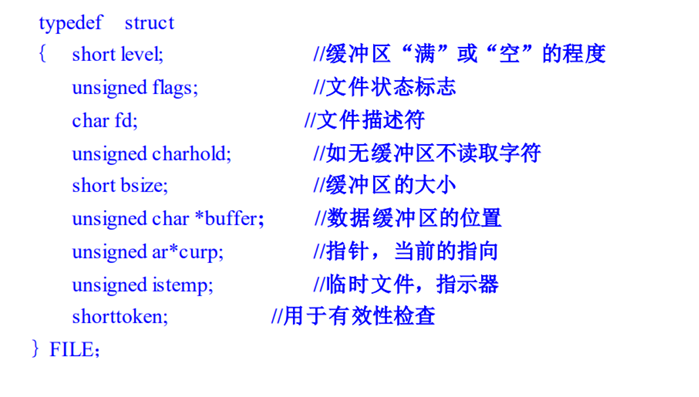 typedef struct
{ short level; //缓冲区“满”或“空”的程度
unsigned flags; //文件状态标志
char fd; //文件描述符
unsigned charhold; //如无缓冲区不读取字符
short bsize; //缓冲区的大小
unsigned char *buffer; //数据缓冲区的位置
unsigned ar*curp; //指针，当前的指向
unsigned istemp; //临时文件，指示器
shorttoken; //用于有效性检查
} FILE;